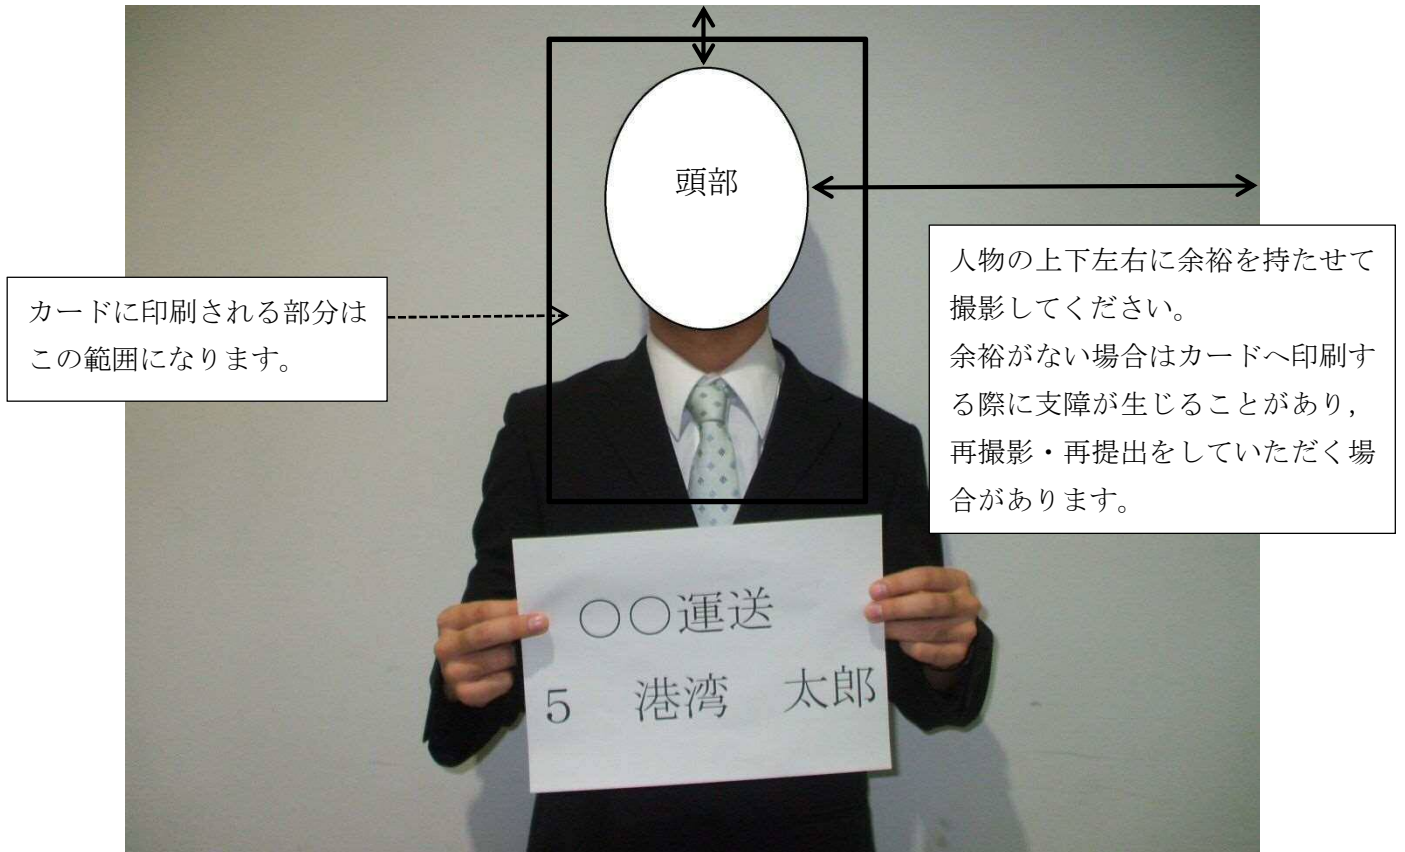 頭部
カードに印刷される部分は
この範囲になります。
人物の上下左右に余裕を持たせて
撮影してください。
余裕がない場合はカードへ印刷す
る際に支障が生じることがあり，
再撮影・再提出をしていただく場
合があります。
○○運送
5　港湾　太郎